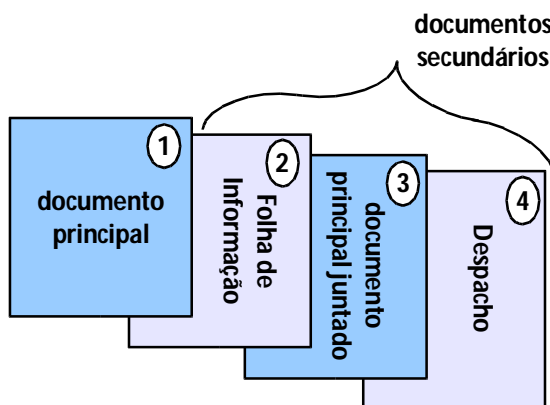 documentos
secundários
1
documento
principal
2
Folha de
Informação
3
documento
principal juntado
4
Despacho